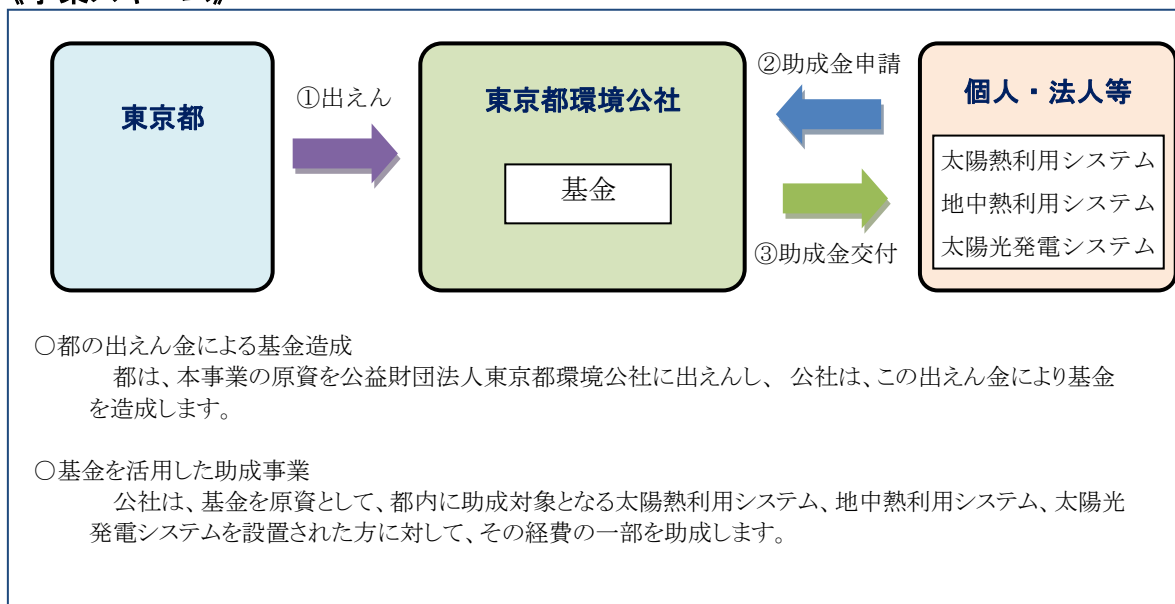 東京都
①出えん
東京都環境公社
基金
②助成金申請
③助成金交付
個人・法人等
太陽熱利用システム
地中熱利用システム
太陽光発電システム
○都の出えん金による基金造成
都は、本事業の原資を公益財団法人東京都環境公社に出えんし、 公社は、この出えん金により基金
を造成します。
○基金を活用した助成事業
公社は、基金を原資として、都内に助成対象となる太陽熱利用システム、地中熱利用システム、太陽光
発電システムを設置された方に対して、その経費の一部を助成します。